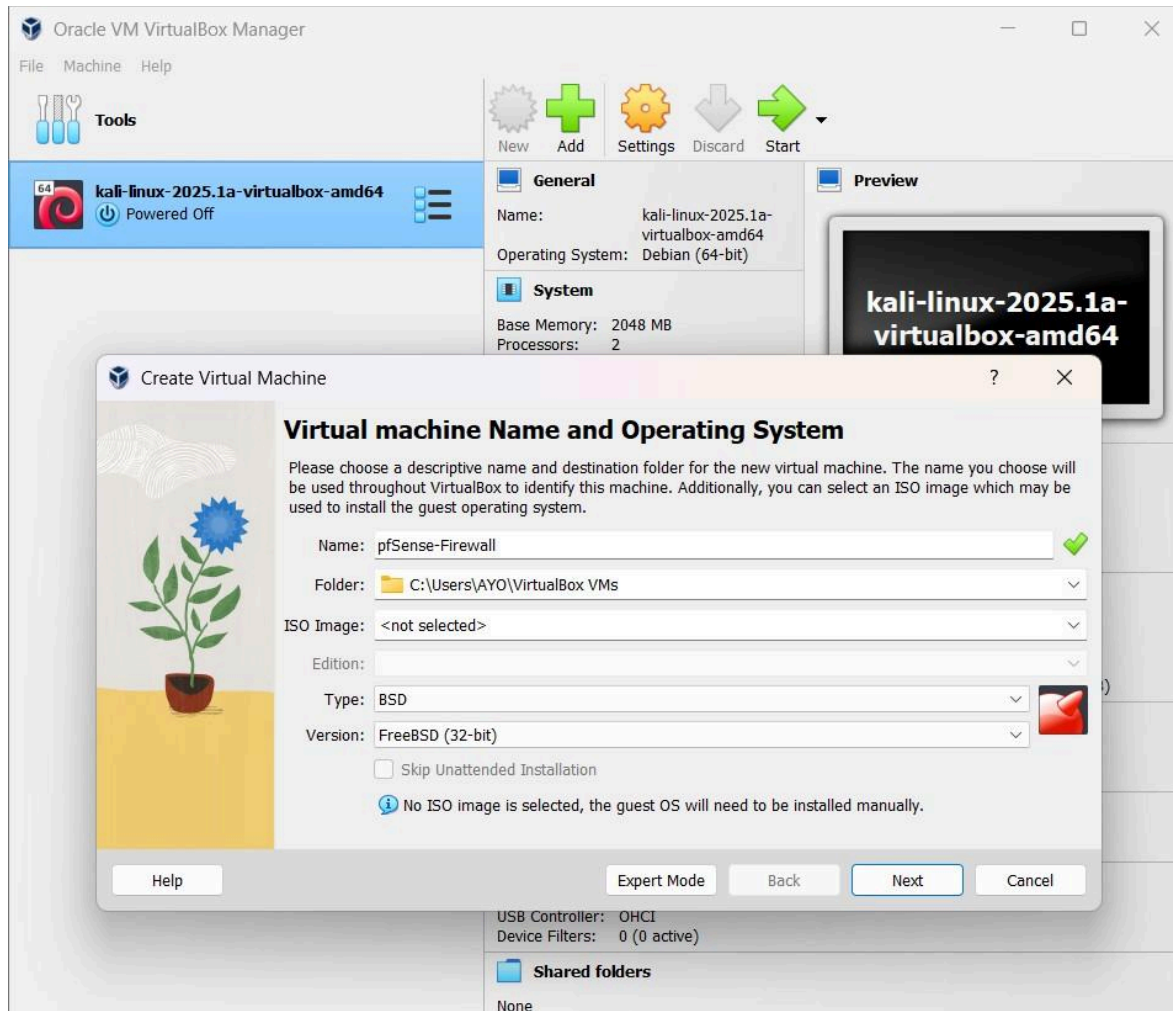 Oracle VM VirtualBox Manager
File Machine Help
Tools
New Add Settings Discard Start
64
kali-linux-2025.1a-virtualbox-amd64
Powered Off
General
Name: kali-linux-2025.1a-
virtualbox-amd64
Operating System: Debian (64-bit)
System
Base Memory: 2048 MB
Processors: 2
Preview
kali-linux-2025.1a-
virtualbox-amd64
Create Virtual Machine
?
Virtual machine Name and Operating System
Please choose a descriptive name and destination folder for the new virtual machine. The name you choose will
be used throughout VirtualBox to identify this machine. Additionally, you can select an ISO image which may be
used to install the guest operating system.
Name: pfSense-Firewall
Folder: C:\Users\AYO\VirtualBox VMs
ISO Image: <not selected>
Edition:
Type: BSD
Version: FreeBSD (32-bit)
Skip Unattended Installation
No ISO image is selected, the guest OS will need to be installed manually.
Help Expert Mode Back Next Cancel
USB Controller: OHCI
Device Filters: 0 (0 active)
Shared folders
None